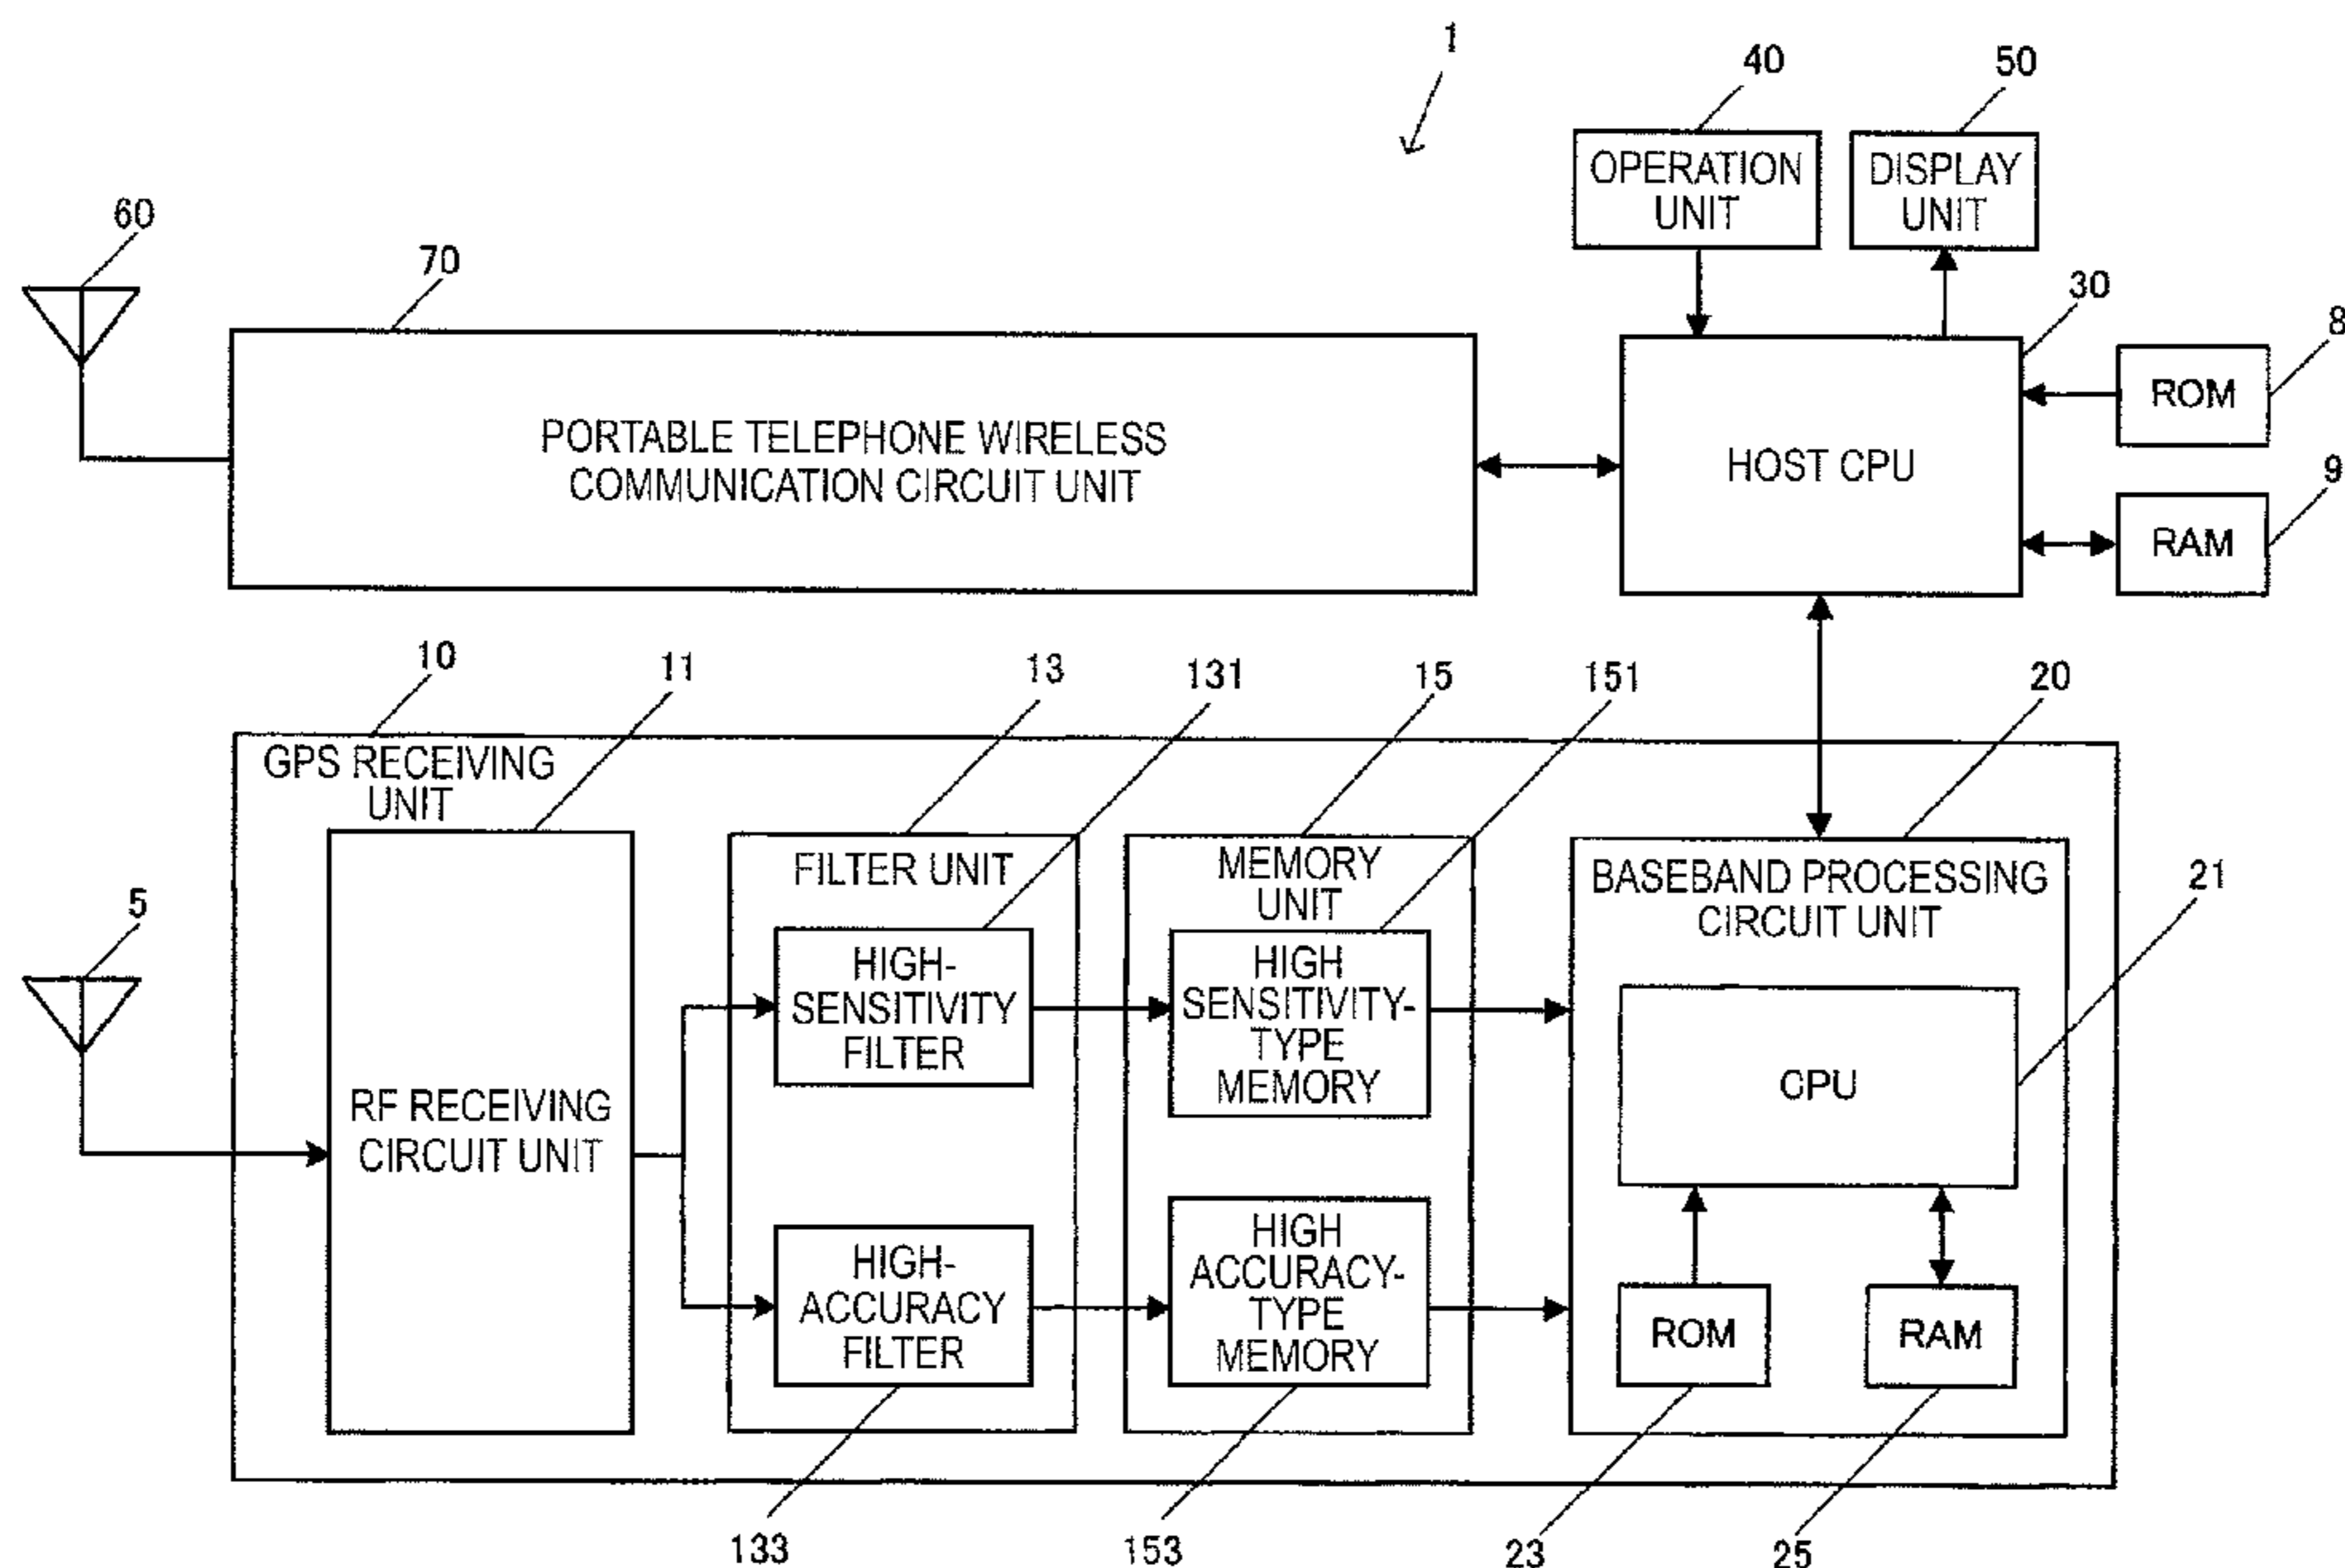 1
40
50
OPERATION
UNIT
DISPLAY
UNIT
60
70
30
8
ROM
PORTABLE TELEPHONE WIRELESS
COMMUNICATION CIRCUIT UNIT
HOST CPU
9
RAM
10
11
13
131
15
151
20
GPS RECEIVING
UNIT
FILTER UNIT
MEMORY
UNIT
BASEBAND PROCESSING
CIRCUIT UNIT
21
5
HIGH-
SENSITIVITY
FILTER
HIGH
SENSITIVITY-
TYPE
MEMORY
CPU
RF RECEIVING
CIRCUIT UNIT
HIGH-
ACCURACY
FILTER
HIGH
ACCURACY-
TYPE
MEMORY
ROM
RAM
133
153
23
25